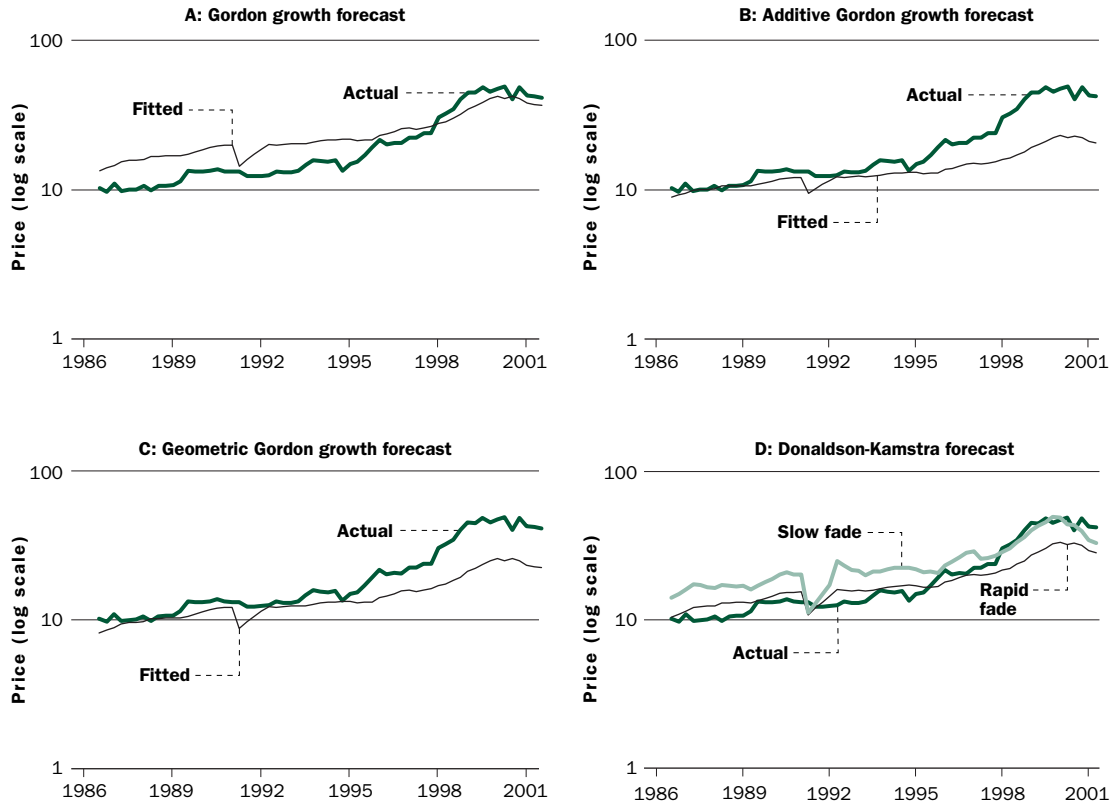 A: Gordon growth forecast
100
10
1
Price (log scale)
Fitted
Actual
1986 1989 1992 1995 1998 2001
B: Additive Gordon growth forecast
100
10
1
Price (log scale)
Actual
Fitted
1986 1989 1992 1995 1998 2001
C: Geometric Gordon growth forecast
100
10
1
Price (log scale)
Actual
Fitted
1986 1989 1992 1995 1998 2001
D: Donaldson-Kamstra forecast
100
10
1
Price (log scale)
Slow fade
Rapid
fade
Actual
1986 1989 1992 1995 1998 2001